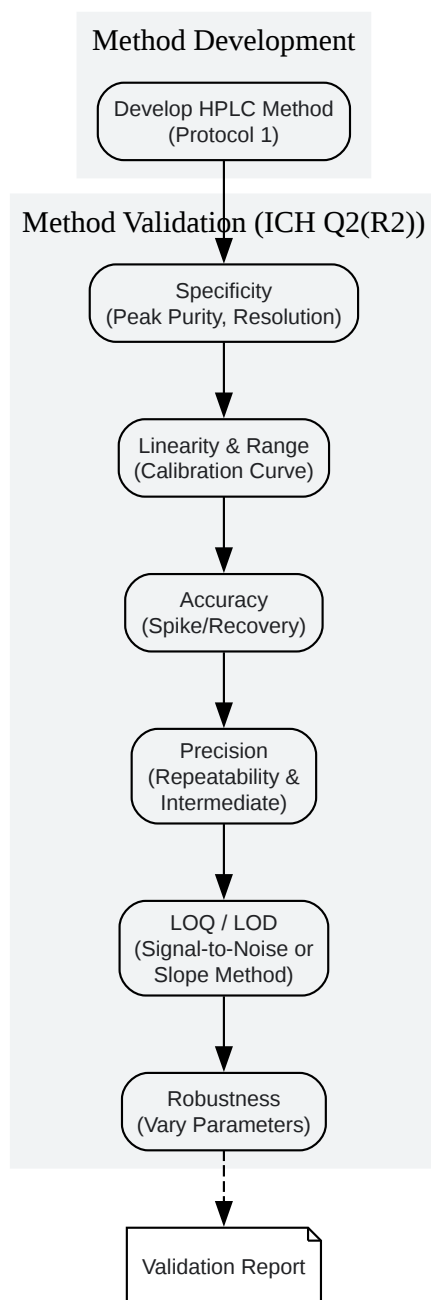 Method Development
Develop HPLC Method
(Protocol 1)
Method Validation (ICH Q2(R2))
Specificity
(Peak Purity, Resolution)
Linearity & Range
(Calibration Curve)
Accuracy
(Spike/Recovery)
Precision
(Repeatability &
Intermediate)
LOQ / LOD
(Signal-to-Noise or
Slope Method)
Robustness
(Vary Parameters)
Validation Report